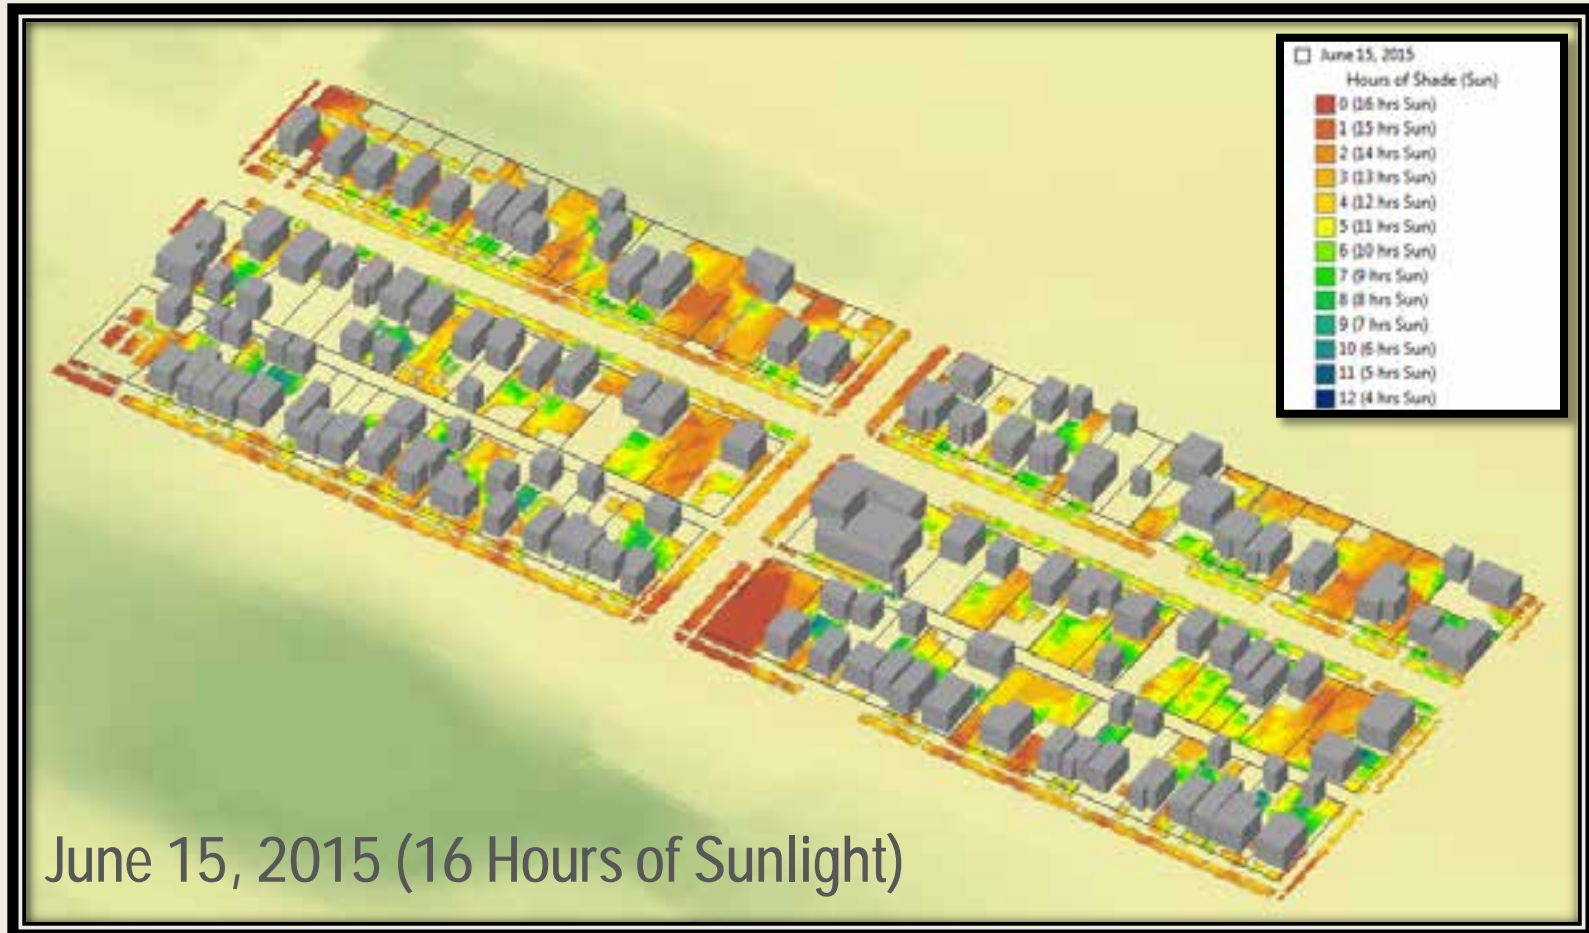 June 15, 2015
Hours of Shade (Sun)
0 (16 hrs Sun)
1 (15 hrs Sun)
2 (14 hrs Sun)
3 (13 hrs Sun)
4 (12 hrs Sun)
5 (11 hrs Sun)
6 (10 hrs Sun)
7 (9 hrs Sun)
8 (8 hrs Sun)
9 (7 hrs Sun)
10 (6 hrs Sun)
11 (5 hrs Sun)
12 (4 hrs Sun)
June 15, 2015 (16 Hours of Sunlight)